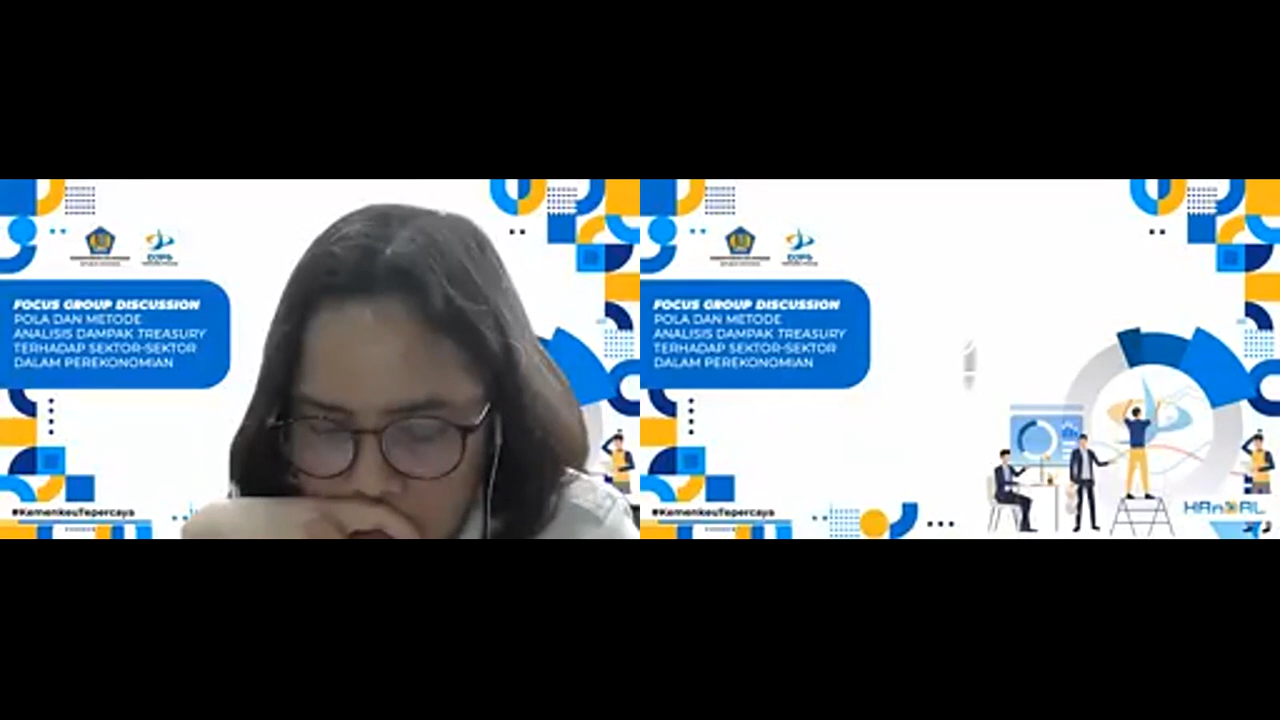 FOCUS GROUP DISCUSSION
POLA DAN METODE
ANALISIS DAMPAK TREASURY
TERHADAP SEKTOR-SEKTOR
DALAM PEREKONOMIAN
#KemenkeuTepercaya
FOCUS GROUP DISCUSSION
POLA DAN METODE
ANALISIS DAMPAK TREASURY
TERHADAP SEKTOR-SEKTOR
DALAM PEREKONOMIAN
#KemenkeuTepercaya
HAnDAL